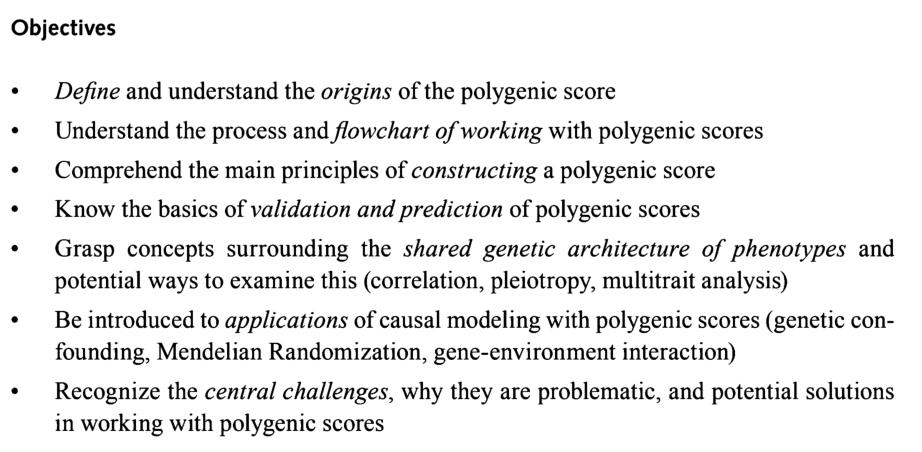 Objectives
• Define and understand the origins of the polygenic score
• Understand the process and flowchart of working with polygenic scores
• Comprehend the main principles of constructing a polygenic score
• Know the basics of validation and prediction of polygenic scores
• Grasp concepts surrounding the shared genetic architecture of phenotypes and
potential ways to examine this (correlation, pleiotropy, multitrait analysis)
• Be introduced to applications of causal modeling with polygenic scores (genetic con-
founding, Mendelian Randomization, gene-environment interaction)
• Recognize the central challenges, why they are problematic, and potential solutions
in working with polygenic scores